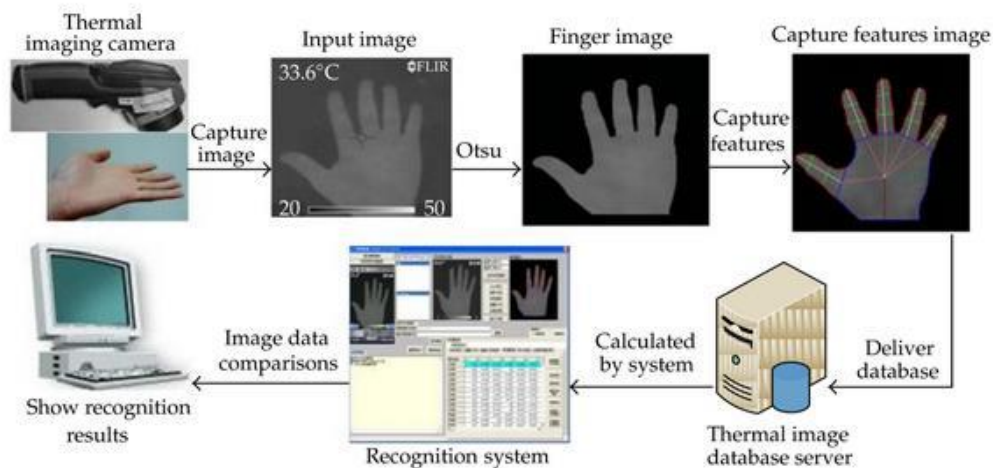 Thermal
imaging camera
Input image
Finger image
Capture features image
33.6°C
FLIR
Capture
image
Otsu
Capture
features
20
50
Image data
comparisons
Calculated
by system
Deliver
database
Show recognition
results
Recognition system
Thermal image
database server